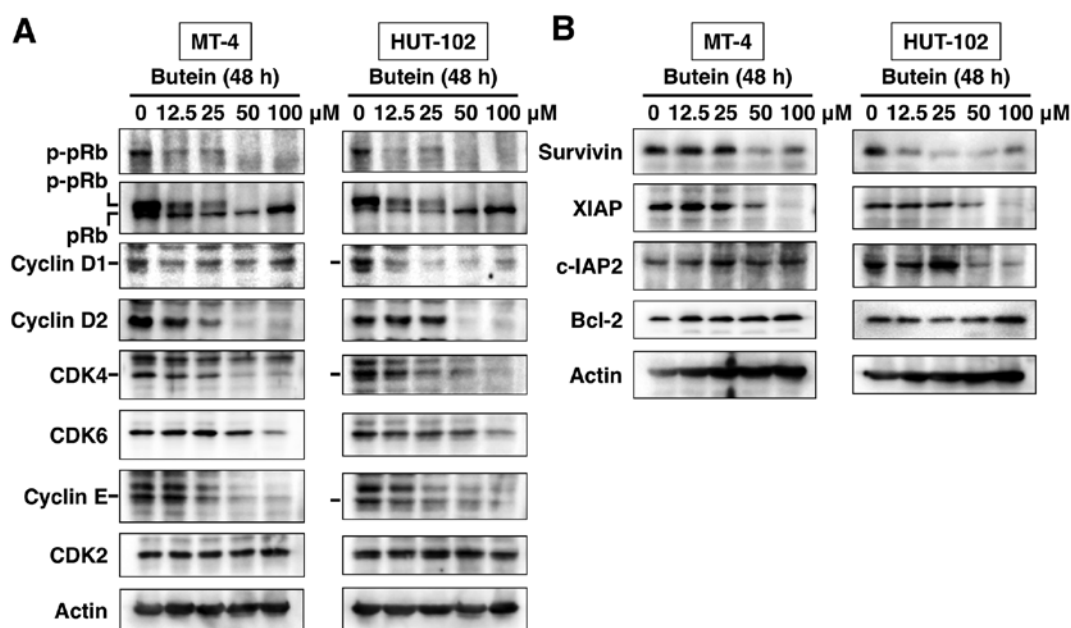 A
MT-4
HUT-102
Butein (48 h)
Butein (48 h)
0 12.5 25 50 100 μM
0 12.5 25 50 100 μM
p-pRb
p-pRb
pRb
Cyclin D1
Cyclin D2
CDK4
CDK6
Cyclin E
CDK2
Actin
B
MT-4
HUT-102
Butein (48 h)
Butein (48 h)
0 12.5 25 50 100
0 12.5 25 50 100 μM
Survivin
XIAP
c-IAP2
Bcl-2
Actin